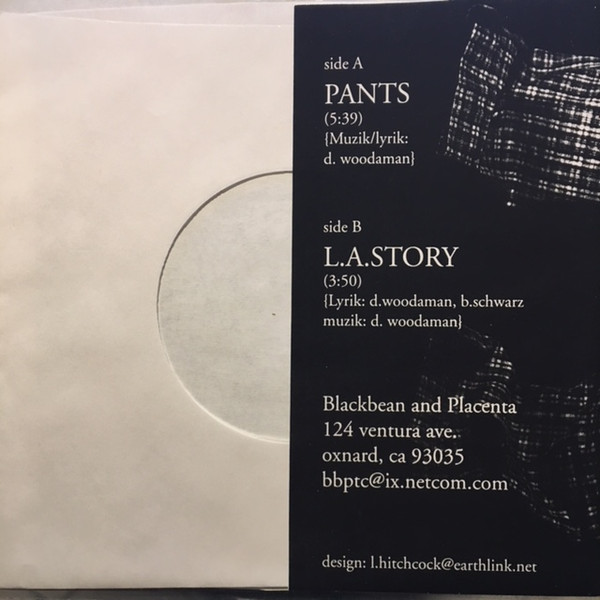 side A
PANTS
(5:39)
{Muzik/lyrik:
d. woodaman}
side B
L.A.STORY
(3:50)
{Lyrik: d.woodaman, b.schwarz
muzik: d. woodaman}
Blackbean and Placenta
124 ventura ave.
oxnard, ca 93035
bbptc@ix.netcom.com
design: l.hitchcock@earthlink.net